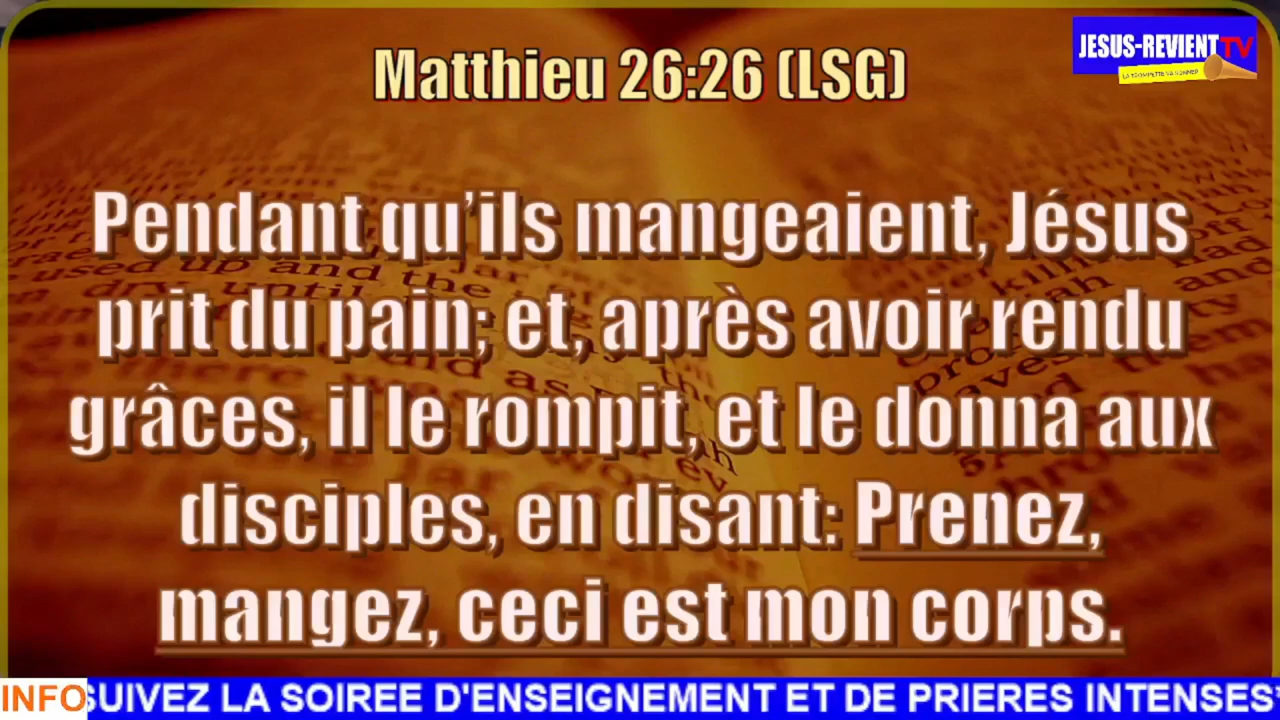 Matthieu 26:26 (LSG)
JESUS-REVIENT TV
Pendant qu’ils mangeaient, Jésus
prit du pain; et, après avoir rendu
grâces, il le rompit, et le donna aux
disciples, en disant: Prenez,
mangez, ceci est mon corps.
INFO SUIVEZ LA SOIREE D'ENSEIGNEMENT ET DE PRIERES INTENSES